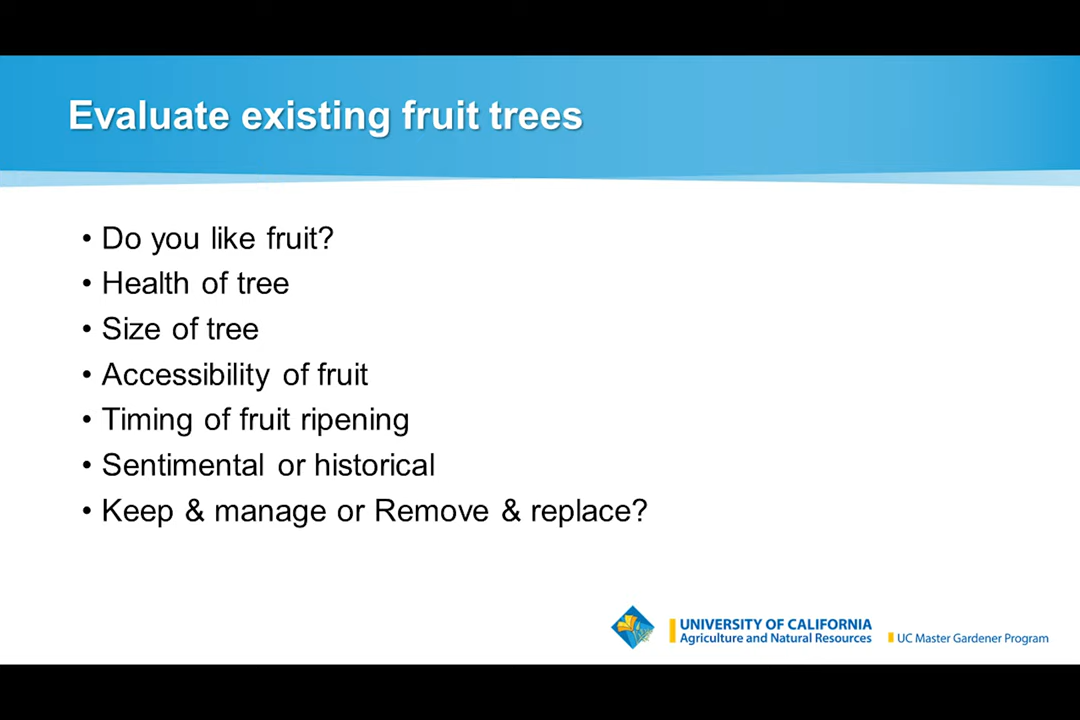 Evaluate existing fruit trees
• Do you like fruit?
• Health of tree
• Size of tree
• Accessibility of fruit
• Timing of fruit ripening
• Sentimental or historical
• Keep & manage or Remove & replace?
UNIVERSITY OF CALIFORNIA
Agriculture and Natural Resources
UC Master Gardener Program